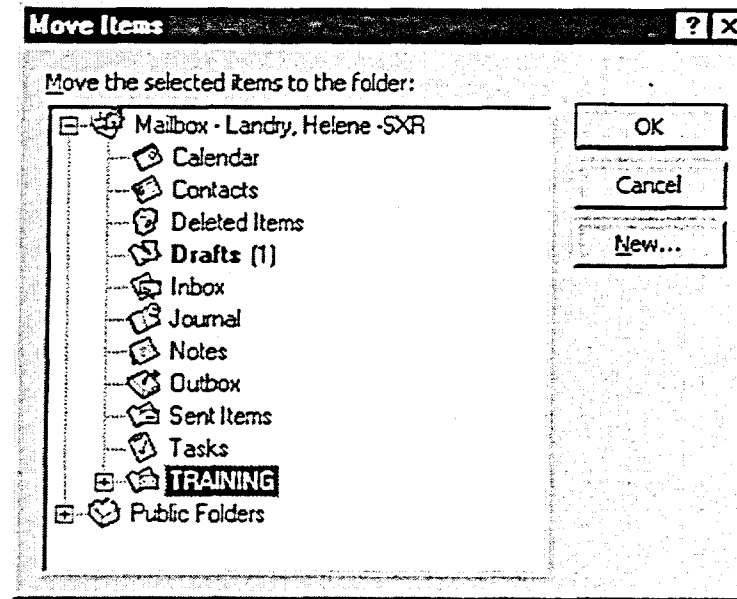 Move Items
? X
Move the selected items to the folder:
Mailbox - Landry, Helene -SXR
Calendar
Contacts
Deleted Items
Drafts (1)
Inbox
Journal
Notes
Outbox
Sent Items
Tasks
TRAINING
Public Folders
OK
Cancel
New...